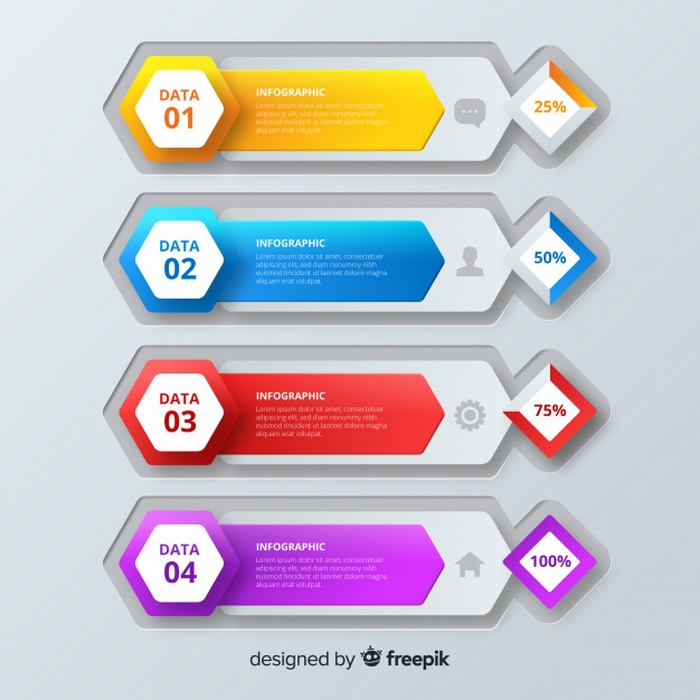 DATA
01
INFOGRAPHIC
Lorem ipsum dolor sit amet, consectetuer
adipiscing elit, sed diam nonummy nibh
euismod tincidunt ut laoreet dolore magna
aliquam erat volutpat.
25%
DATA
02
INFOGRAPHIC
Lorem ipsum dolor sit amet, consectetuer
adipiscing elit, sed diam nonummy nibh
euismod tincidunt ut laoreet dolore magna
aliquam erat volutpat.
50%
DATA
03
INFOGRAPHIC
Lorem ipsum dolor sit amet, consectetuer
adipiscing elit, sed diam nonummy nibh
euismod tincidunt ut laoreet dolore magna
aliquam erat volutpat.
75%
DATA
04
INFOGRAPHIC
Lorem ipsum dolor sit amet, consectetuer
adipiscing elit, sed diam nonummy nibh
euismod tincidunt ut laoreet dolore magna
aliquam erat volutpat.
100%
designed by freepik